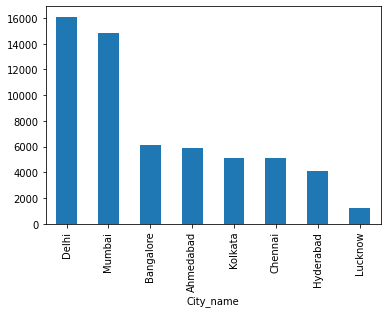 16000
14000
12000
10000
8000
6000
4000
2000
0
Delhi
Mumbai
Bangalore
Ahmedabad
Kolkata
Chennai
Hyderabad
Lucknow
City_name